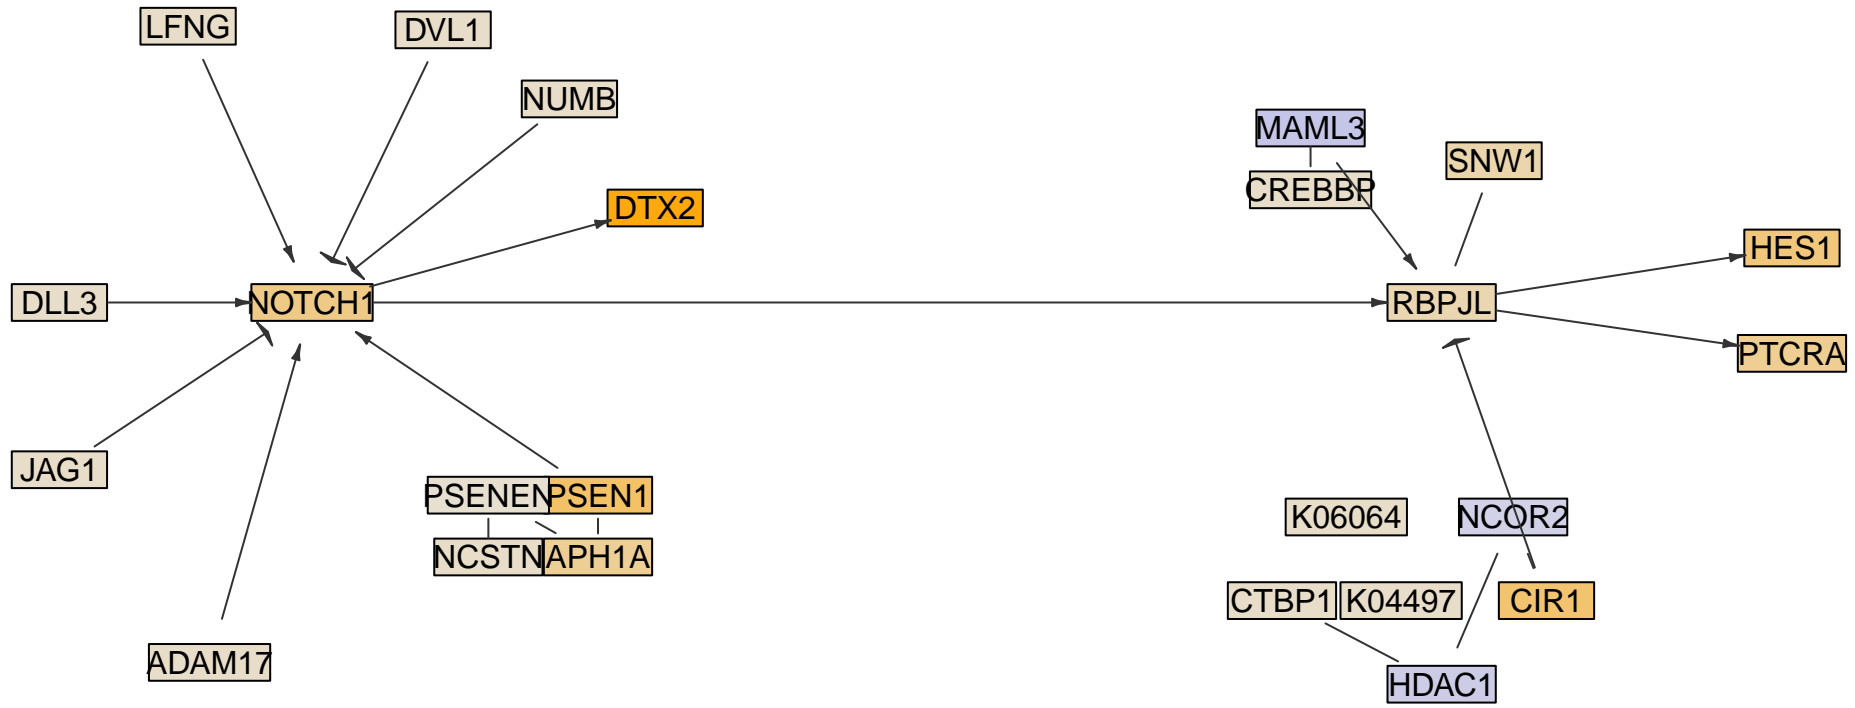 LFNG
DVL1
NUMB
MAML3
SNW1
CREBBP
DTX2
HES1
DLL3
NOTCH1
RBPJL
PTCRA
JAG1
PSENEN
PSEN1
K06064
NCOR2
NCSTN
APH1A
CTBP1
K04497
CIR1
ADAM17
HDAC1